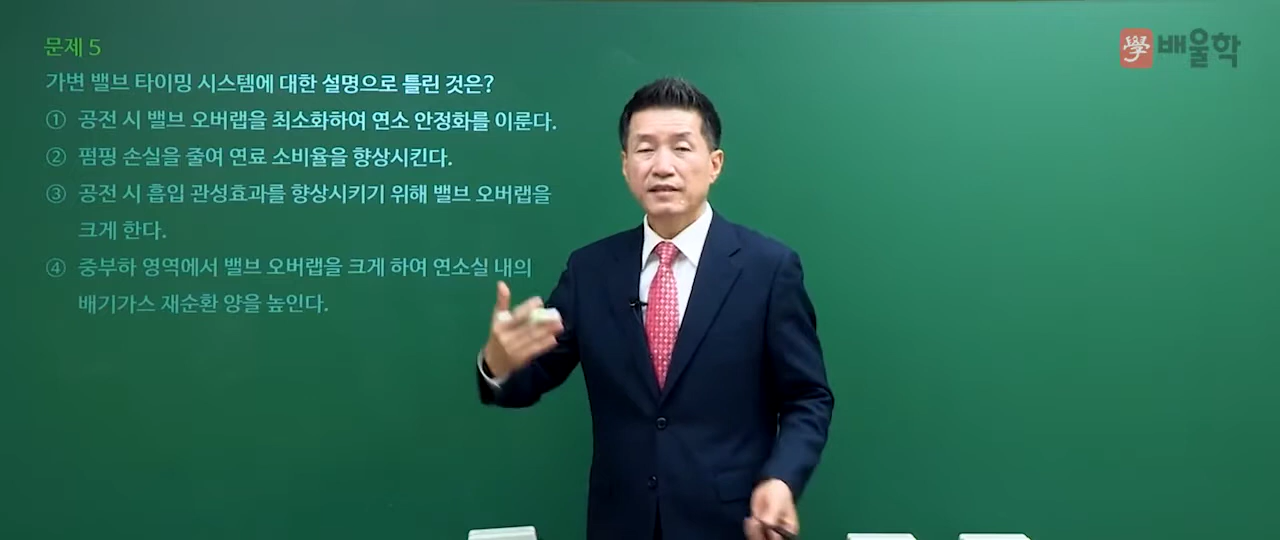 學 배울학
문제 5
가변 밸브 타이밍 시스템에 대한 설명으로 틀린 것은?
① 공전 시 밸브 오버랩을 최소화하여 연소 안정화를 이룬다.
② 펌핑 손실을 줄여 연료 소비율을 향상시킨다.
③ 공전 시 흡입 관성효과를 향상시키기 위해 밸브 오버랩을
크게 한다.
④ 중부하 영역에서 밸브 오버랩을 크게 하여 연소실 내의
배기가스 재순환 양을 높인다.